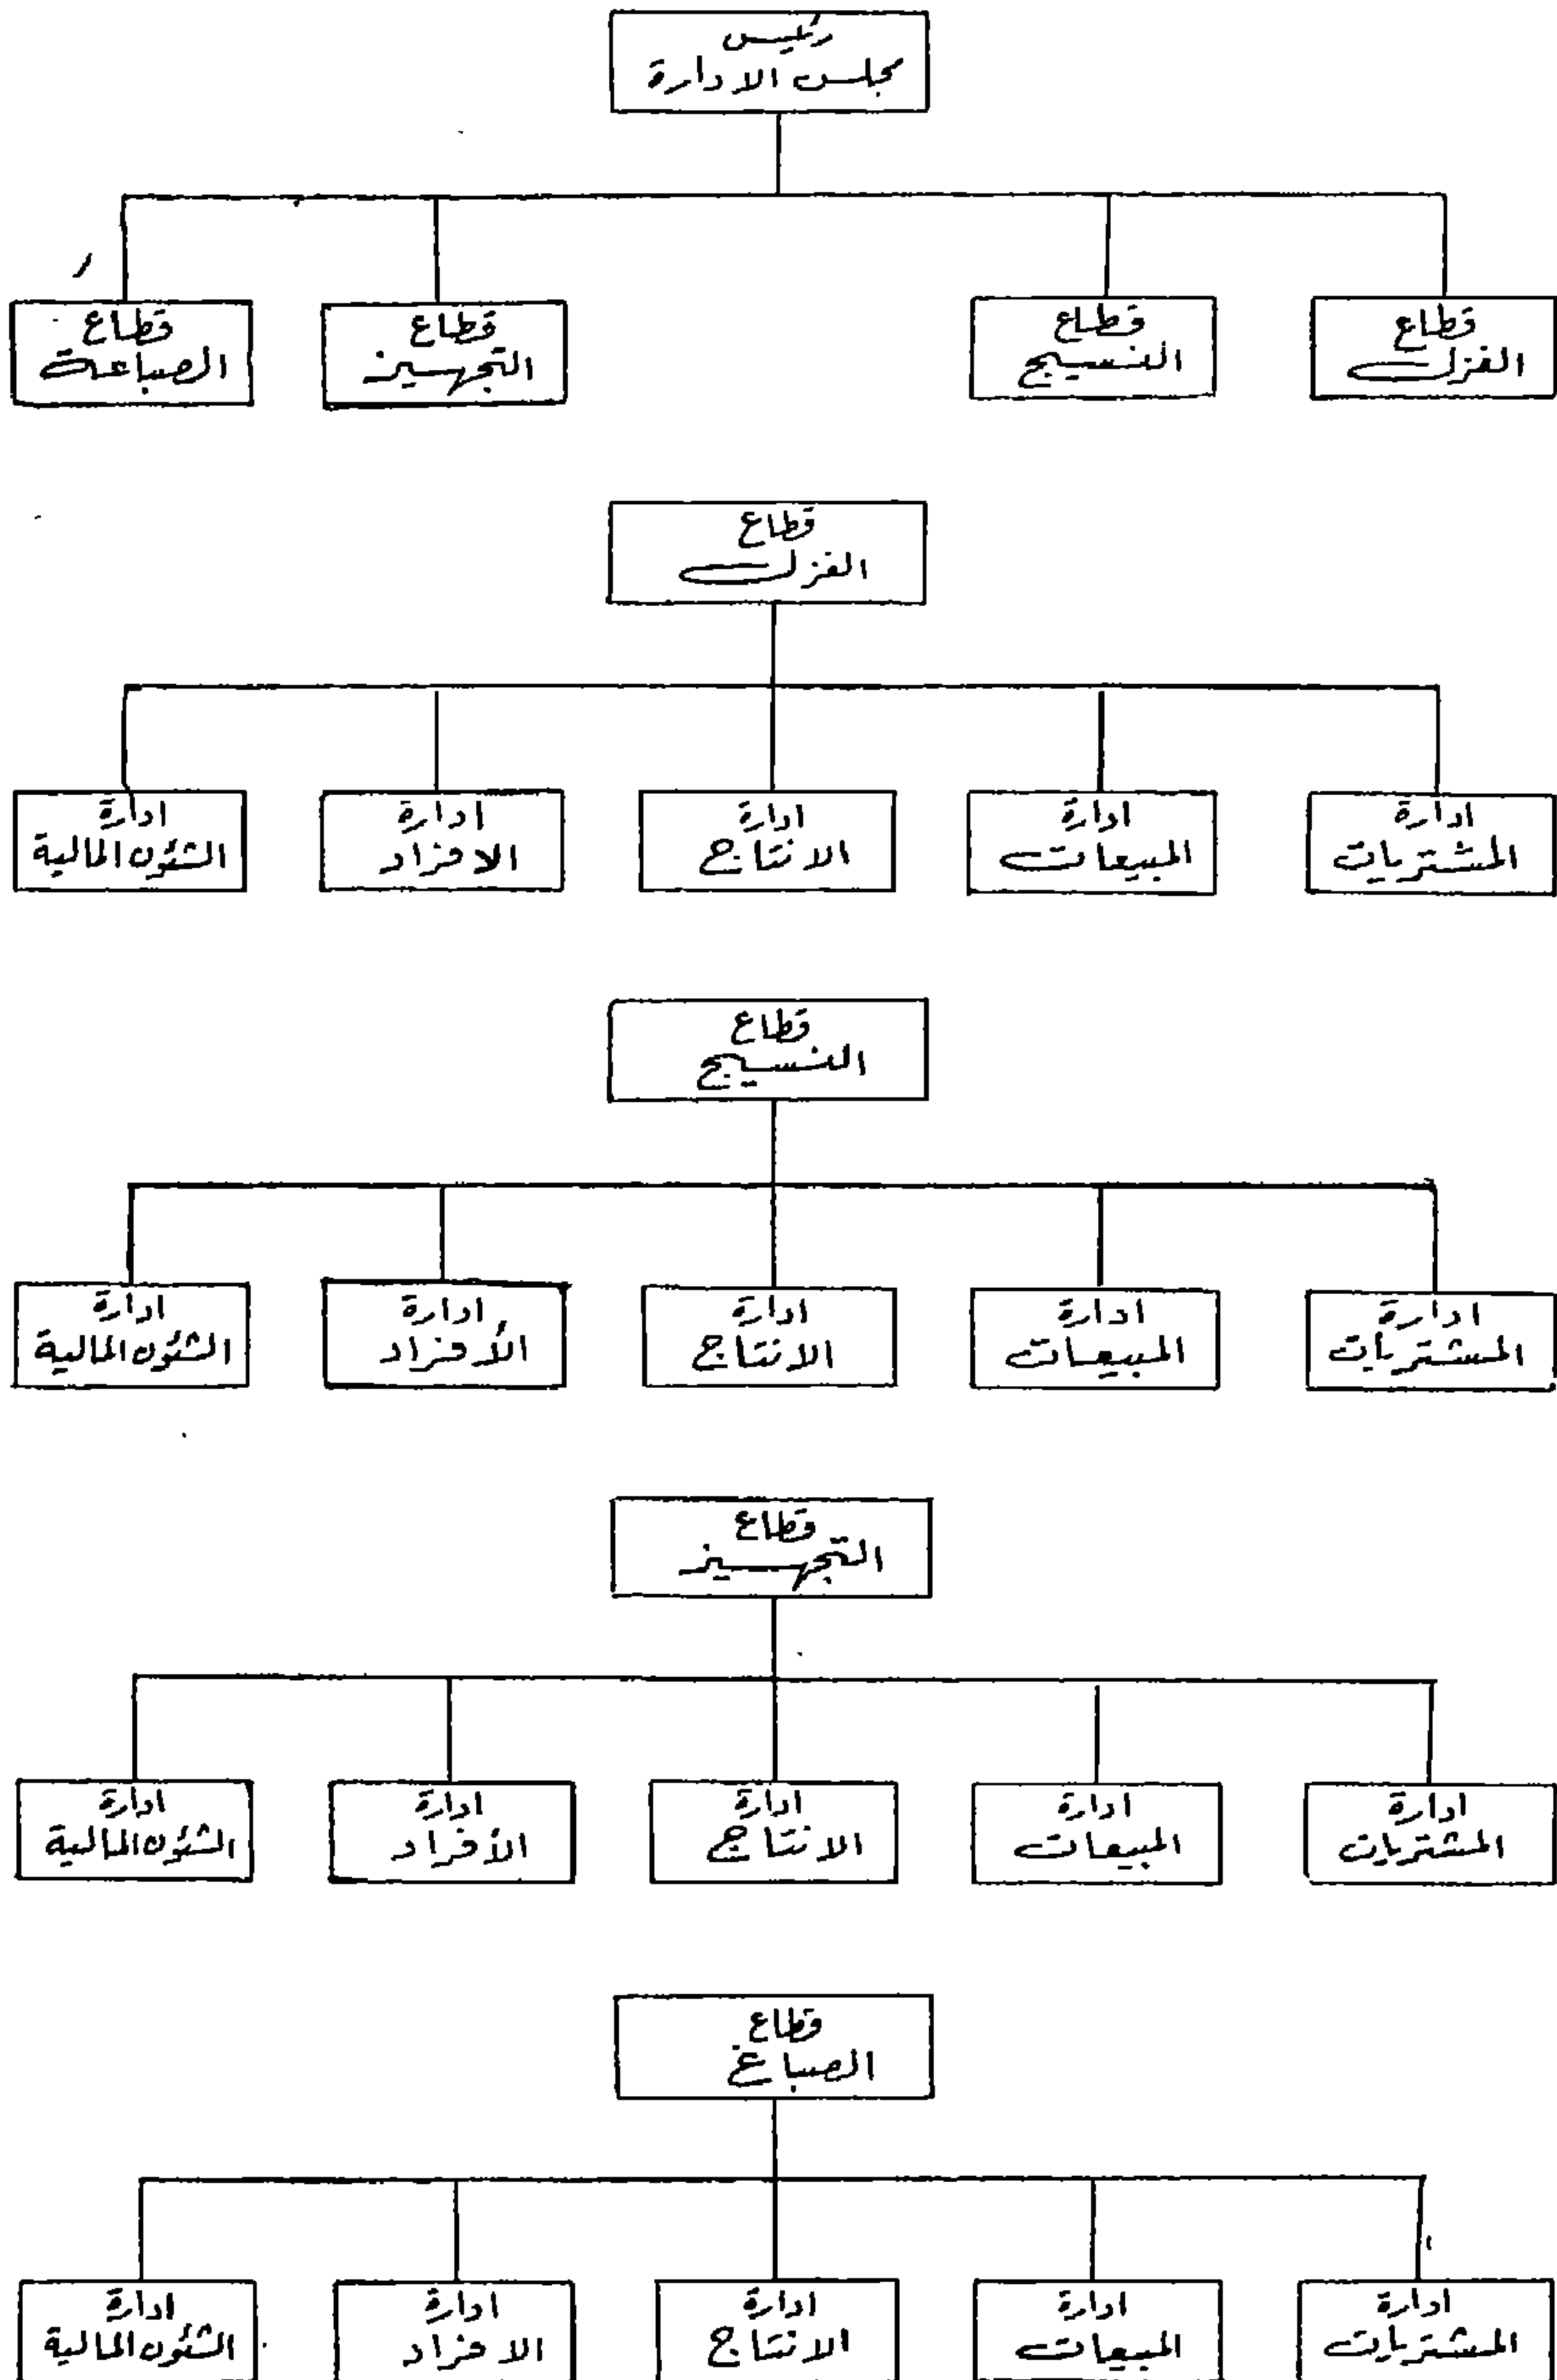 رئيس
مجلس الادارة
قطاع
الغزل
قطاع
النسيج
قطاع
التجهيز
قطاع
الصباغة
قطاع
الغزل
ادارة
المشتريات
ادارة
المبيعات
ادارة
الانتاج
ادارة
الافراد
ادارة
الشئون المالية
قطاع
النسيج
ادارة
المشتريات
ادارة
المبيعات
ادارة
الانتاج
ادارة
الأفراد
ادارة
الشئون المالية
قطاع
التجهيز
ادارة
المشتريات
ادارة
المبيعات
ادارة
الانتاج
ادارة
الأفراد
ادارة
الشئون المالية
قطاع
الصباغ
ادارة
المشتريات
ادارة
المبيعات
ادارة
الانتاج
ادارة
الافراد
ادارة
الشئون المالية